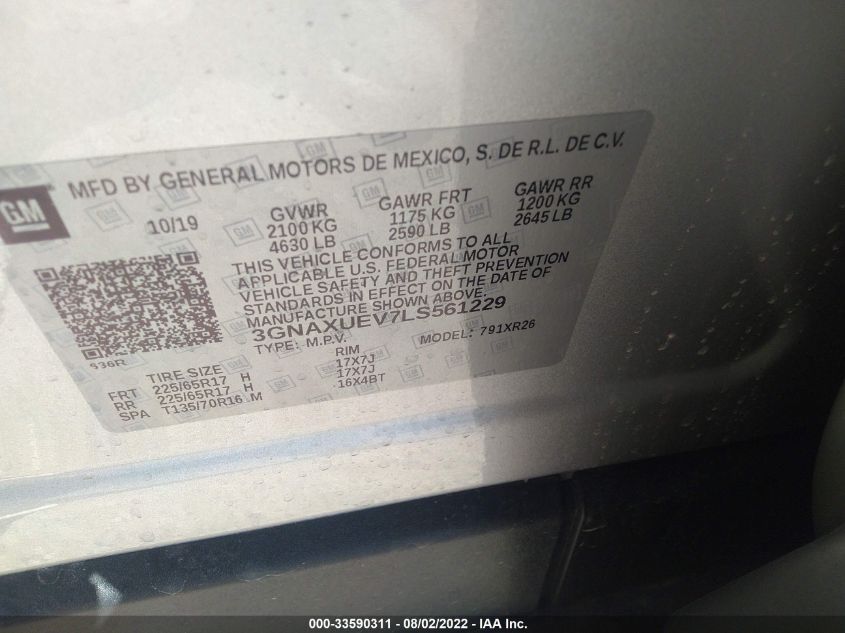 MFD BY GENERAL MOTORS DE MEXICO, S. DE R.L. DE C.V.
GM
10/19 GVWR GAWR FRT GAWR RR
2100 KG 1175 KG 1200 KG
4630 LB 2590 LB 2645 LB
THIS VEHICLE CONFORMS TO ALL
APPLICABLE U.S. FEDERAL MOTOR
VEHICLE SAFETY AND THEFT PREVENTION
STANDARDS IN EFFECT ON THE DATE OF
MANUFACTURE SHOWN ABOVE.
3GNAXUEV7LS561229
TYPE: M.P.V. MODEL: 791XR26
936R
TIRE SIZE RIM
FRT 225/65R17 H 17X7J
RR 225/65R17 H 17X7J
SPA T135/70R16 M 16X4BT
000-33590311 - 08/02/2022 - IAA Inc.